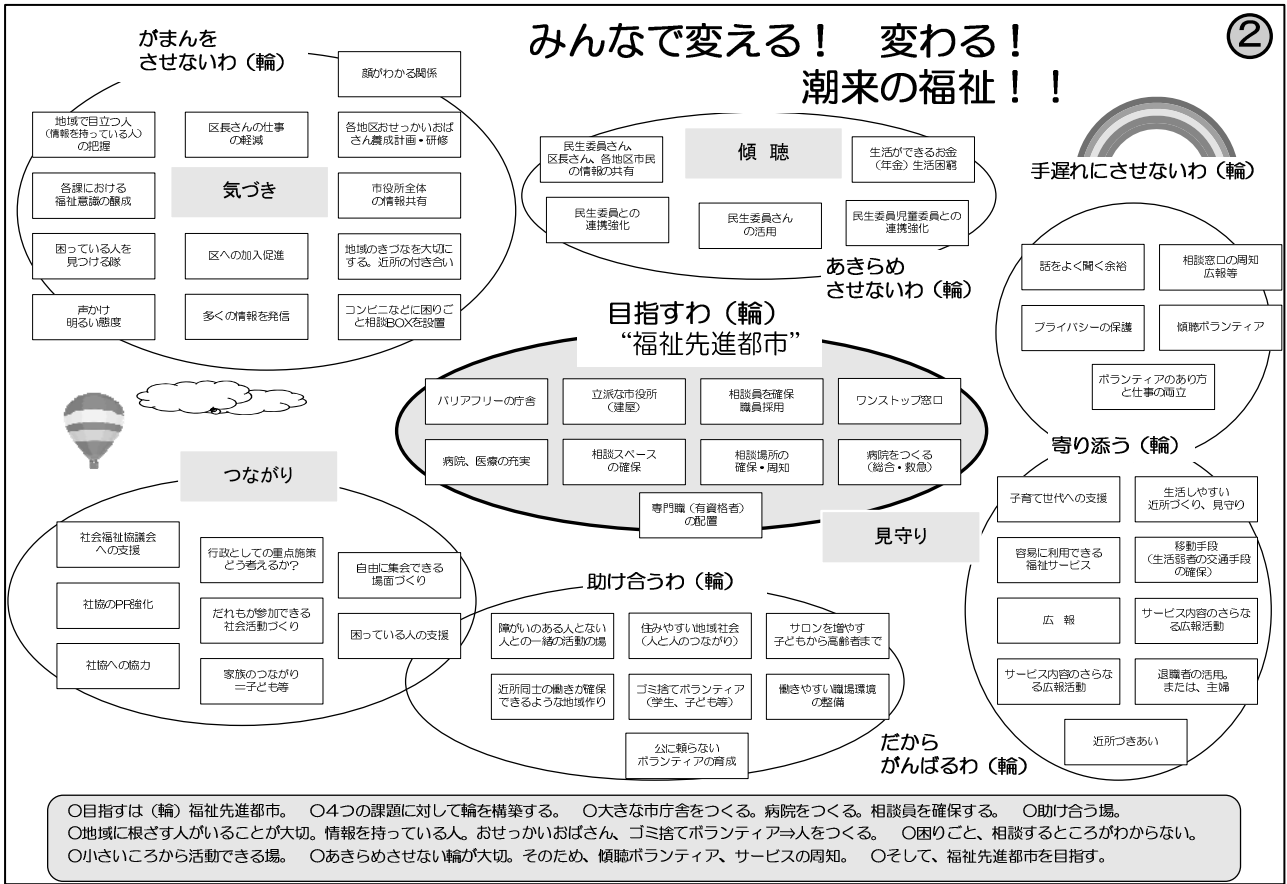 みんなで変える！　変わる！
潮来の福祉！！
②
がまんを
させないわ（輪）
顔がわかる関係
地域で目立つ人
（情報を持っている人）
の把握
区長さんの仕事
の軽減
各地区おせっかいおば
さん養成計画・研修
各課における
福祉意識の醸成
気づき
市役所全体
の情報共有
困っている人を
見つける隊
区への加入促進
地域のきづなを大切に
する。近所の付き合い
声かけ
明るい態度
多くの情報を発信
コンビニなどに困りご
と相談BOXを設置
民生委員さん、
区長さん、各地区市民
の情報の共有
傾 聴
生活ができるお金
（年金）生活困窮
民生委員との
連携強化
民生委員さん
の活用
民生委員児童委員との
連携強化
あきらめ
させないわ（輪）
手遅れにさせないわ（輪）
話をよく聞く余裕
相談窓口の周知
広報等
プライバシーの保護
傾聴ボランティア
ボランティアのあり方
と仕事の両立
目指すわ（輪）
“福祉先進都市”
バリアフリーの庁舎
立派な市役所
（建屋）
相談員を確保
職員採用
ワンストップ窓口
病院、医療の充実
相談スペース
の確保
相談場所の
確保・周知
病院をつくる
（総合・救急）
専門職（有資格者）
の配置
つながり
社会福祉協議会
への支援
行政としての重点施策
どう考えるか？
自由に集会できる
場面づくり
社協のPR強化
だれもが参加できる
社会活動づくり
困っている人の支援
社協への協力
家族のつながり
＝子ども等
見守り
助け合うわ（輪）
障がいのある人とない
人との一緒の活動の場
住みやすい地域社会
（人と人のつながり）
サロンを増やす
子どもから高齢者まで
近所同士の働きが確保
できるような地域作り
ゴミ捨てボランティア
（学生、子ども等）
働きやすい職場環境
の整備
公に頼らない
ボランティアの育成
だから
がんばるわ（輪）
寄り添う（輪）
子育て世代への支援
生活しやすい
近所づくり、見守り
容易に利用できる
福祉サービス
移動手段
（生活弱者の交通手段
の確保）
広　報
サービス内容のさらな
る広報活動
サービス内容のさらな
る広報活動
退職者の活用。
または、主婦
近所づきあい
○目指すは（輪）福祉先進都市。　○４つの課題に対して輪を構築する。　○大きな市庁舎をつくる。病院をつくる。相談員を確保する。　○助け合う場。
○地域に根ざす人がいることが大切。情報を持っている人。おせっかいおばさん、ゴミ捨てボランティア⇒人をつくる。　○困りごと、相談するところがわからない。
○小さいころから活動できる場。　○あきらめさせない輪が大切。そのため、傾聴ボランティア、サービスの周知。　○そして、福祉先進都市を目指す。